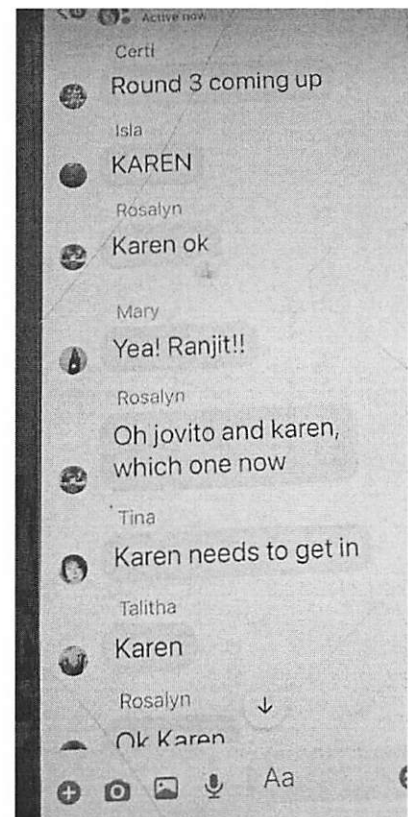 Active now
Certi
Round 3 coming up
Isla
KAREN
Rosalyn
Karen ok
Mary
Yea! Ranjit!!
Rosalyn
Oh jovito and karen,
which one now
Tina
Karen needs to get in
Talitha
Karen
Rosalyn
Ok Karen
Aa